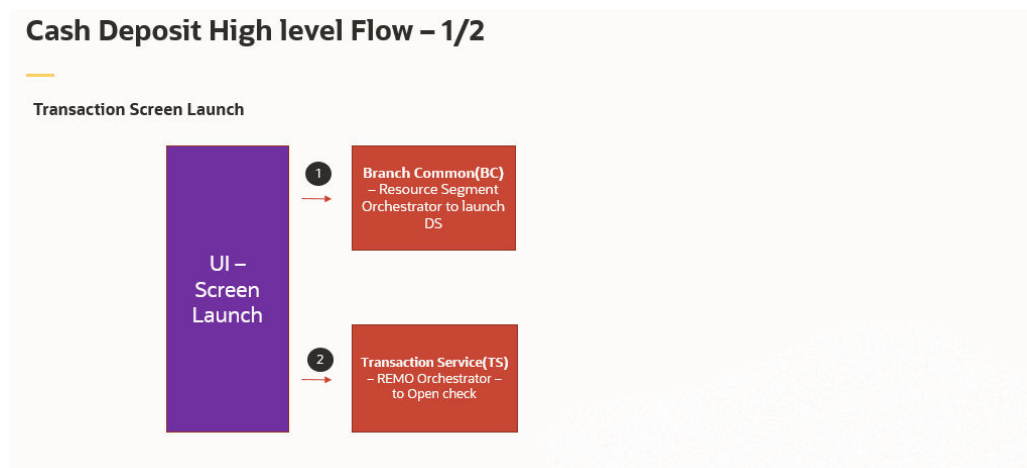 Cash Deposit High level Flow – 1/2
Transaction Screen Launch
UI –
Screen
Launch
1
Branch Common(BC)
– Resource Segment
Orchestrator to launch
DS
2
Transaction Service(TS)
– REMO Orchestrator –
to Open check